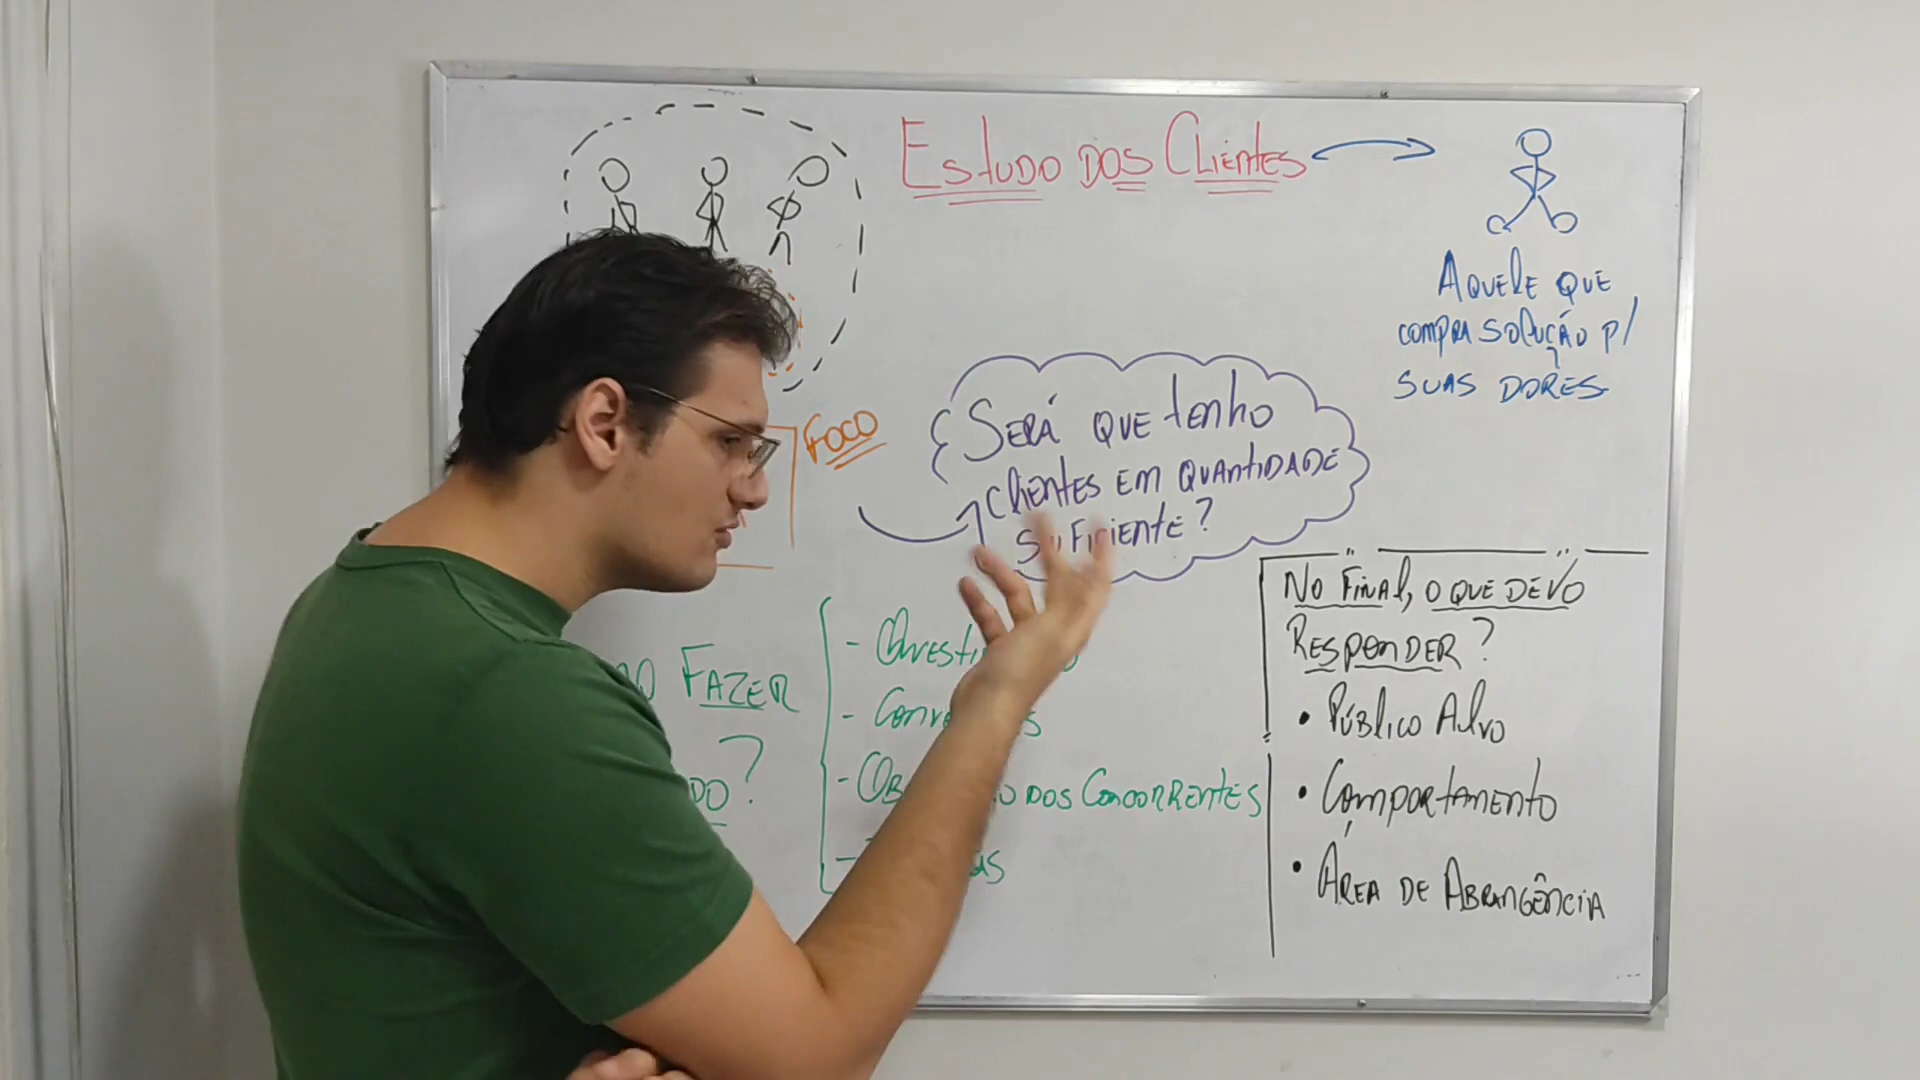 Estudo dos Clientes
Aquele que
compra solução p/
suas dores
Foco
Será que tenho
clientes em quantidade
suficiente?
Fazer
?
- Conv
- dos Concorrentes
No final, o que devo
responder?
• Público Alvo
• Comportamento
• Área de Abrangência